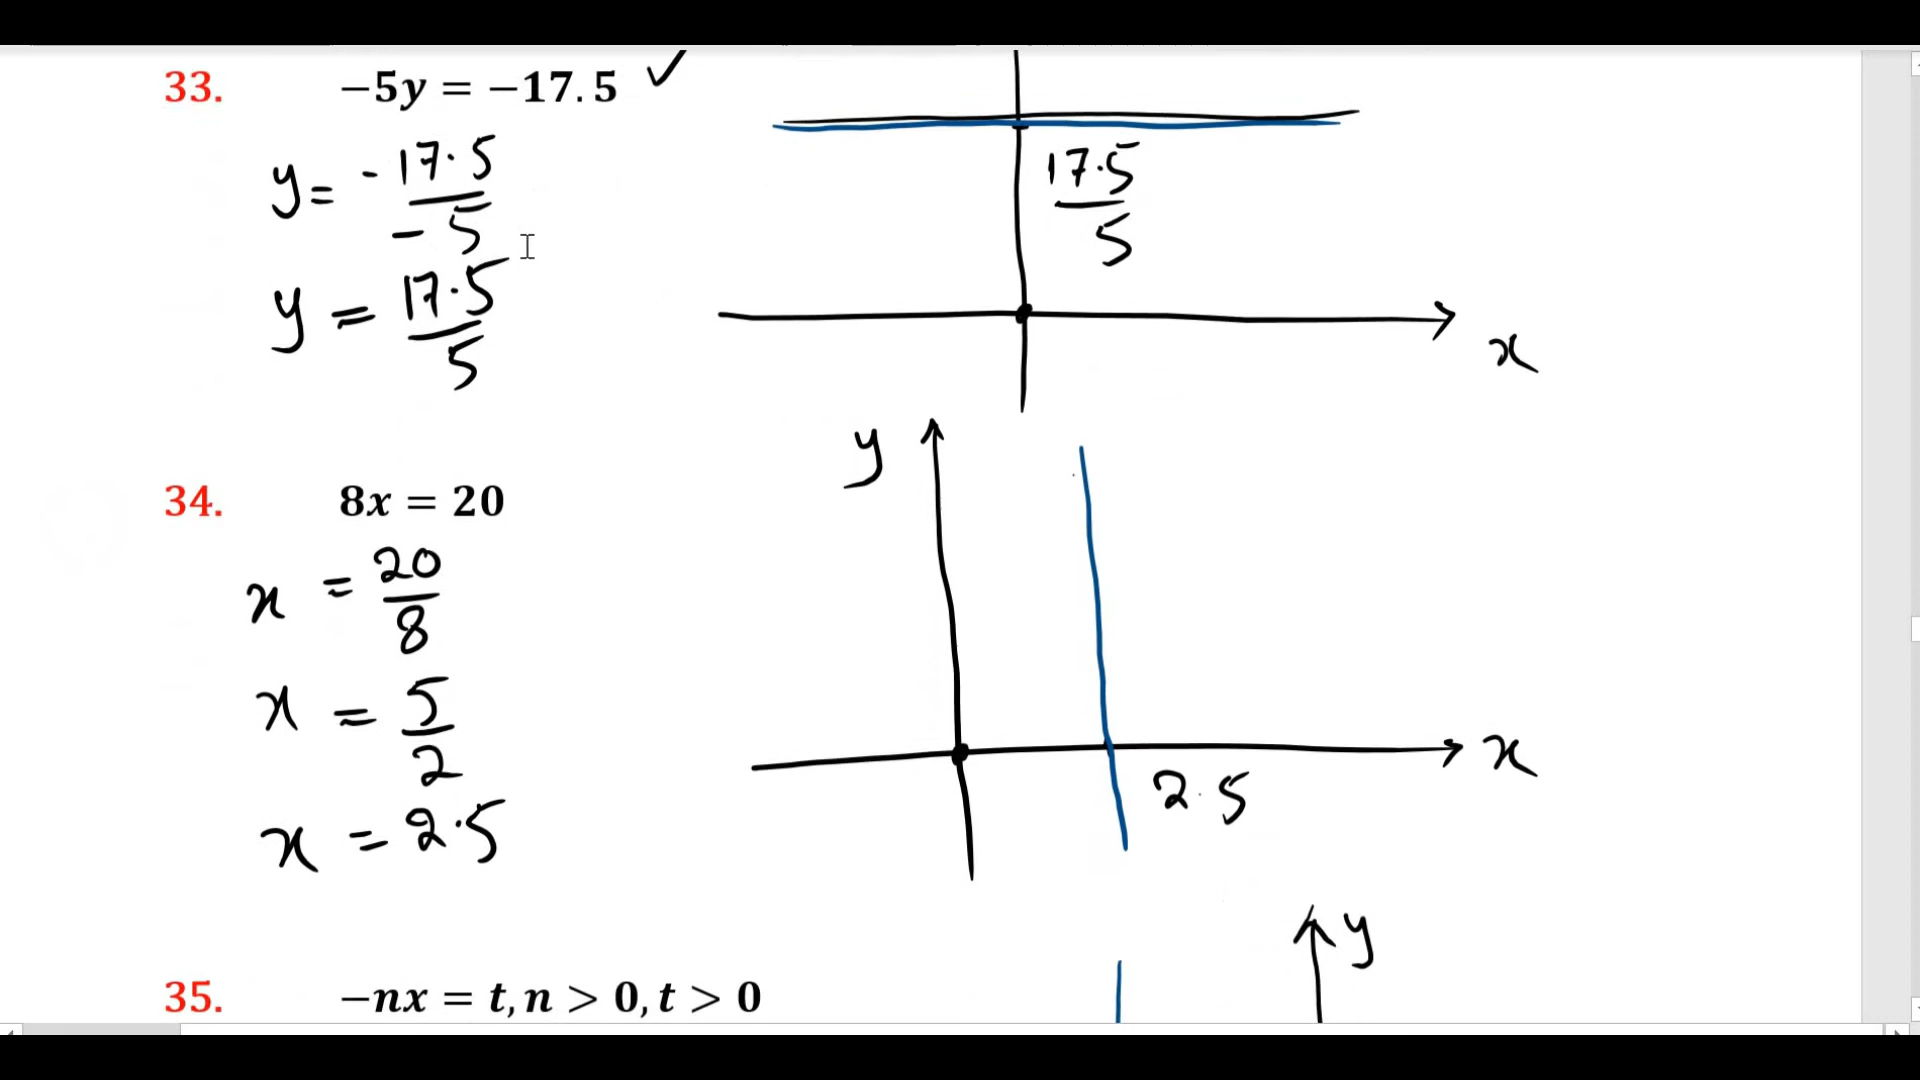 33. −5y = −17.5 ✓
y = -17.5/-5
17.5/5
y = 17.5/5
x
y
34. 8x = 20
x = 20/8
x = 5/2
x
2.5
x = 2.5
y
35. −nx = t, n > 0, t > 0